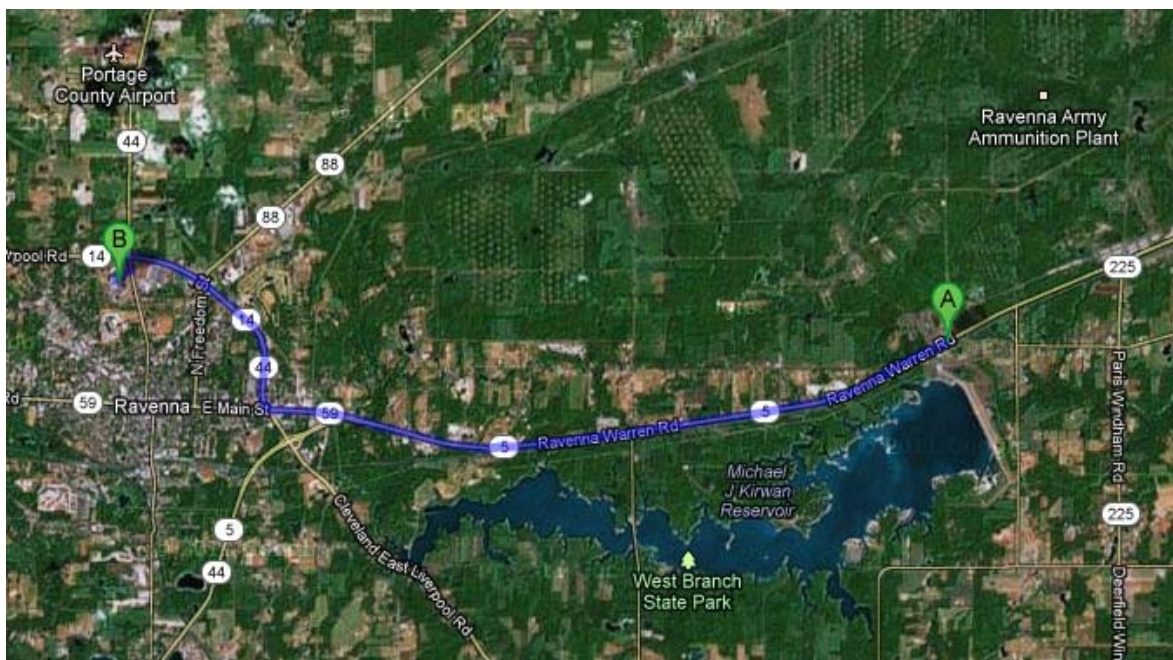 Portage
County Airport
44
88
Ravenna Army
Ammunition Plant
88
B
14
225
A
N Freedom St
14
44
Ravenna Warren Rd
59
Ravenna
E Main St
59
5
Ravenna Warren Rd
5
Paris Windham Rd
Michael
J Kirwan
Reservoir
5
44
Cleveland East Liverpool Rd
225
West Branch
State Park
Deerfield Win